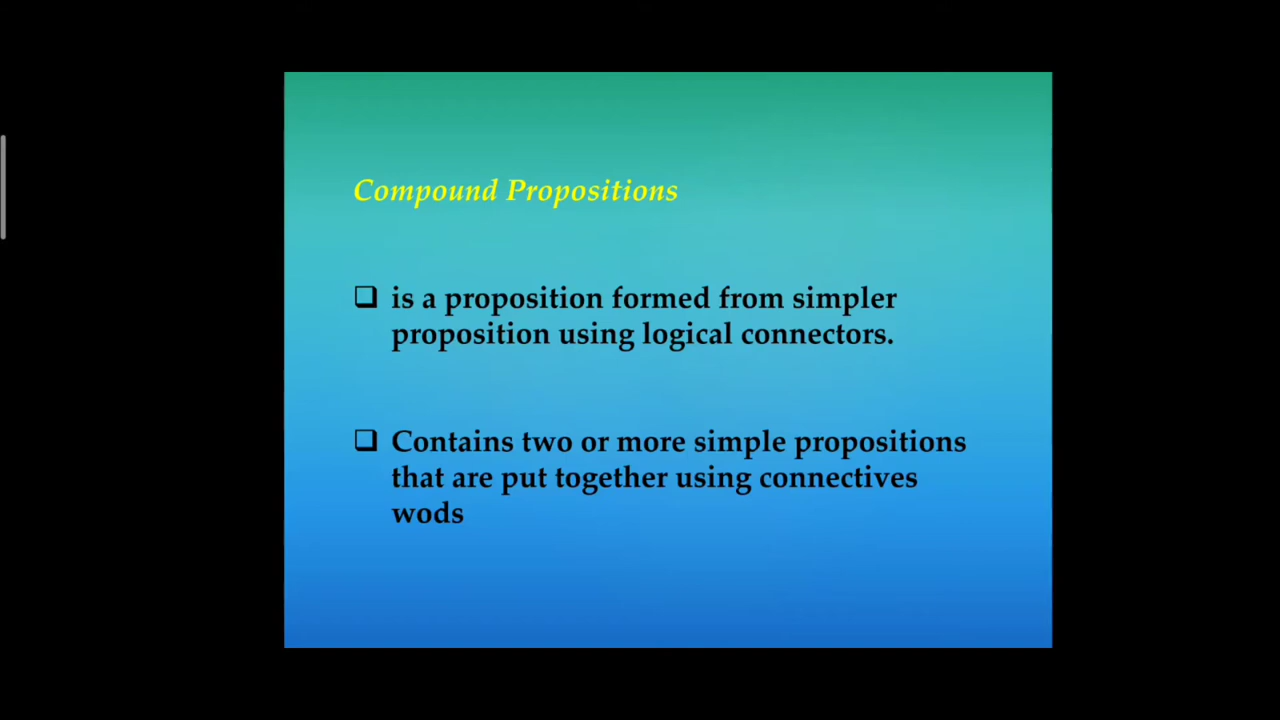 Compound Propositions
is a proposition formed from simpler
proposition using logical connectors.
Contains two or more simple propositions
that are put together using connectives
wods